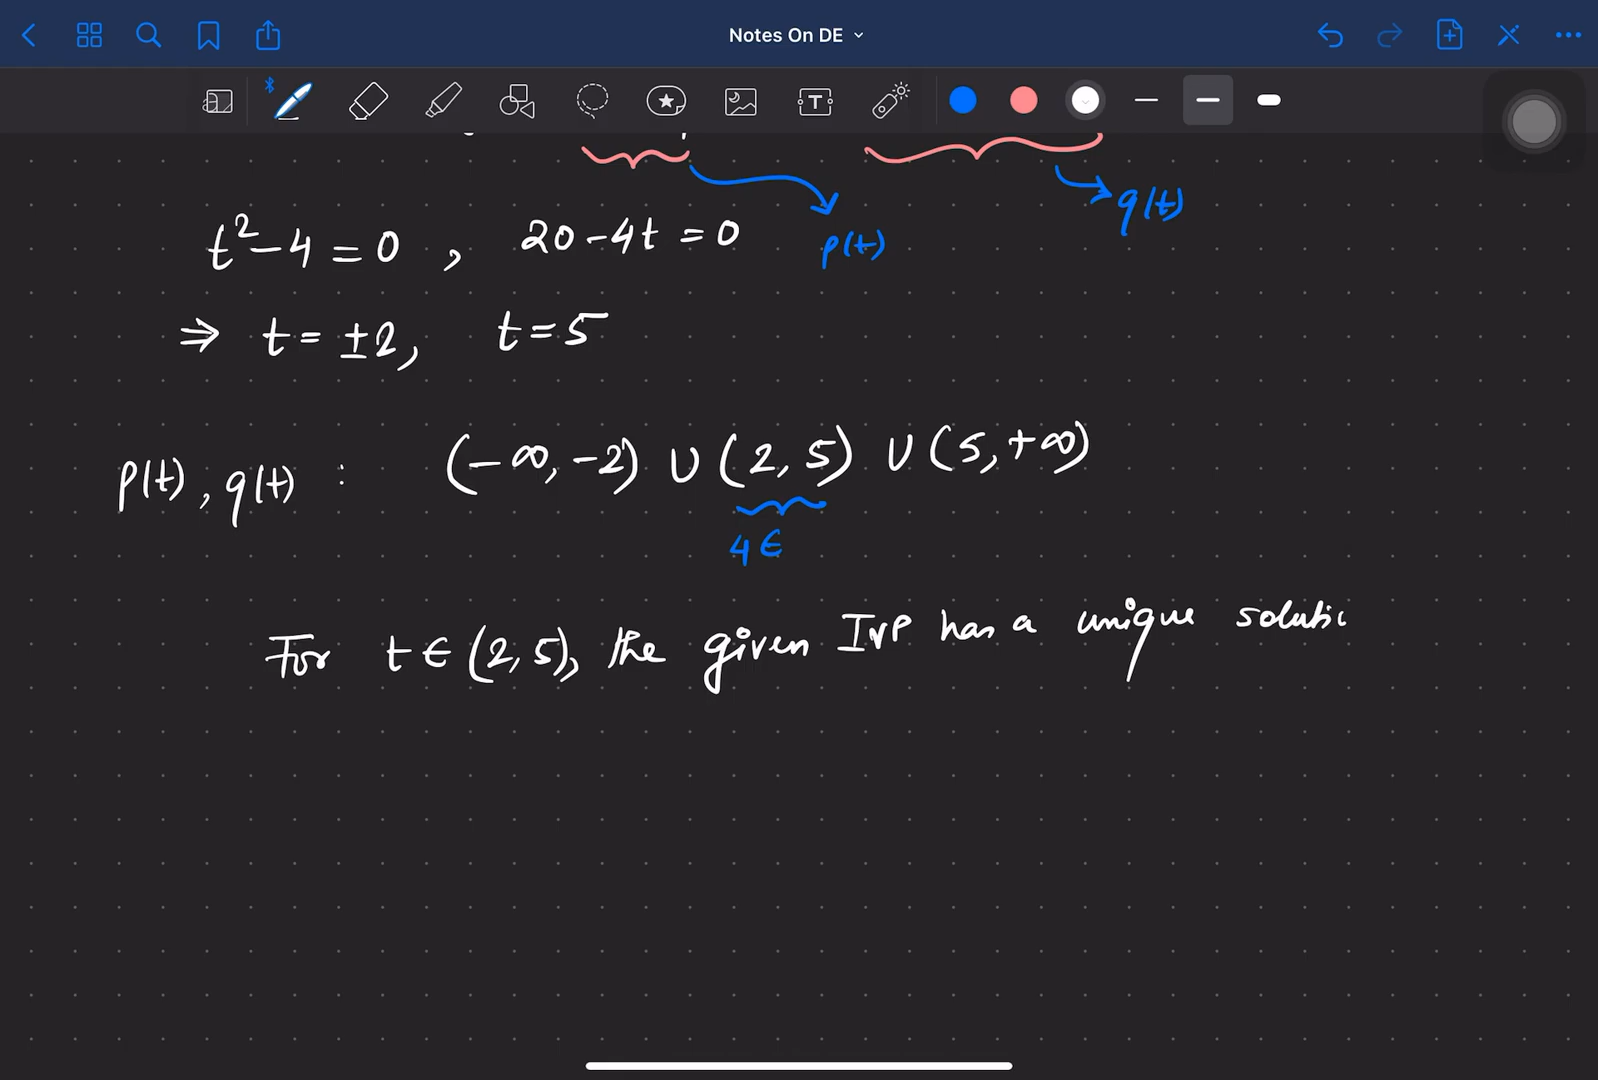 Notes On DE
q(t)
t²-4=0, 20-4t=0
p(t)
⇒ t=±2, t=5
p(t), q(t) : (-∞,-2) ∪ (2,5) ∪ (5,+∞)
4 ∈
For t ∈ (2,5), the given IVP has a unique solutio